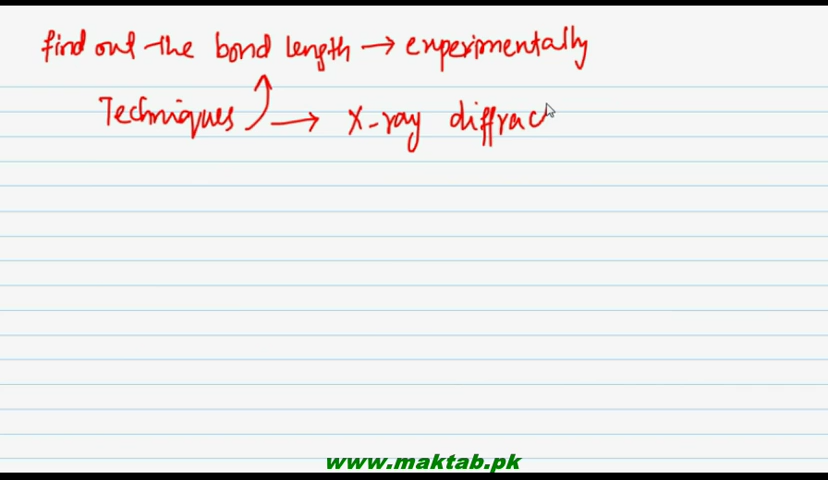 find out the bond length → experimentally
Techniques → X-ray diffrac
www.maktab.pk